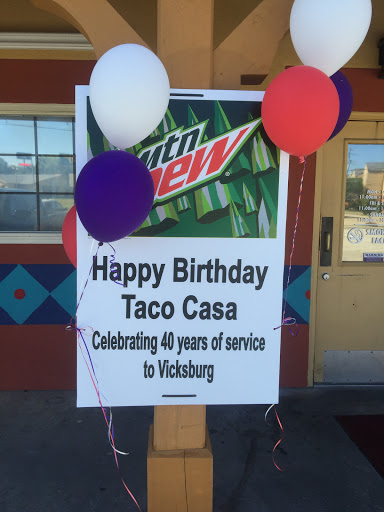 mtn
DEW
Happy Birthday
Taco Casa
Celebrating 40 years of service
to Vicksburg